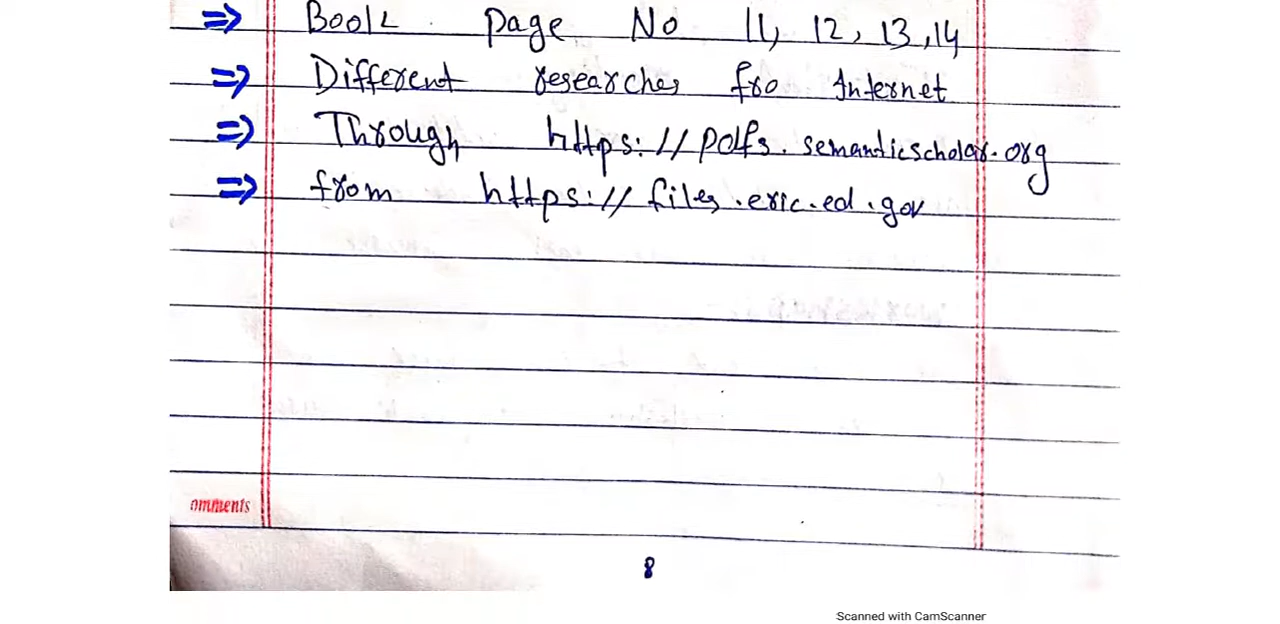 ⇒ Book page No 11, 12, 13, 14
⇒ Different researches fro Internet
⇒ Through https://pdfs.semanticscholar.org
⇒ from https://files.eric.ed.gov
omments
8
Scanned with CamScanner